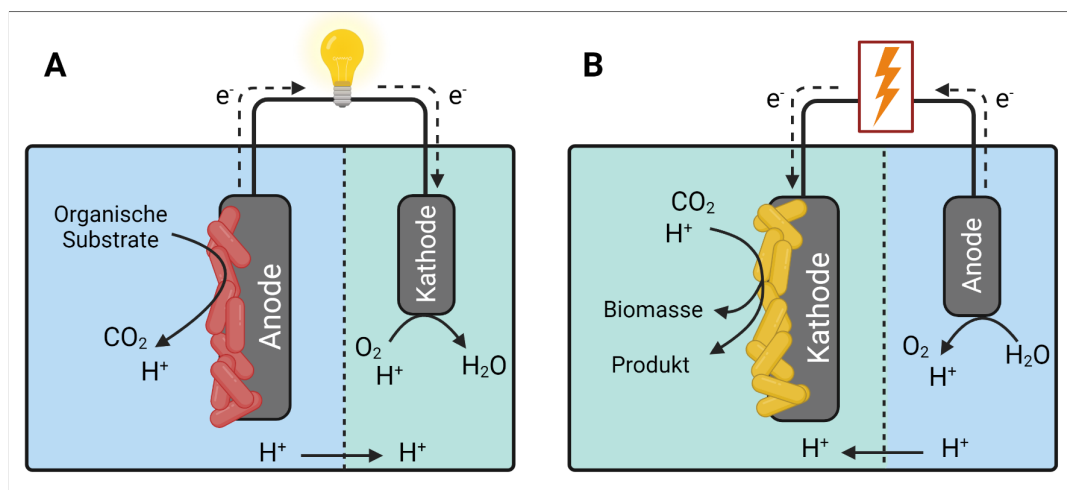 A
e⁻
e⁻
Organische
Substrate
CO₂
H⁺
Anode
Kathode
O₂
H⁺
H₂O
H⁺
H⁺
B
e⁻
e⁻
CO₂
H⁺
Biomasse
Produkt
Kathode
Anode
O₂
H⁺
H₂O
H⁺
H⁺